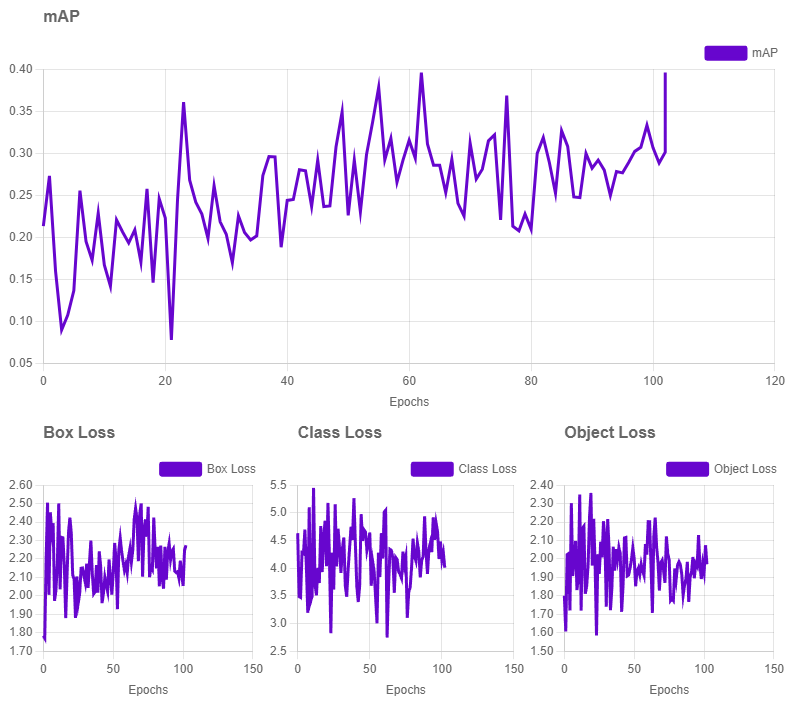 mAP
mAP
0.40
0.35
0.30
0.25
0.20
0.15
0.10
0.05
0 20 40 60 80 100 120
Epochs
Box Loss
Box Loss
2.60
2.50
2.40
2.30
2.20
2.10
2.00
1.90
1.80
1.70
0 50 100 150
Epochs
Class Loss
Class Loss
5.5
5.0
4.5
4.0
3.5
3.0
2.5
0 50 100 150
Epochs
Object Loss
Object Loss
2.40
2.30
2.20
2.10
2.00
1.90
1.80
1.70
1.60
1.50
0 50 100 150
Epochs